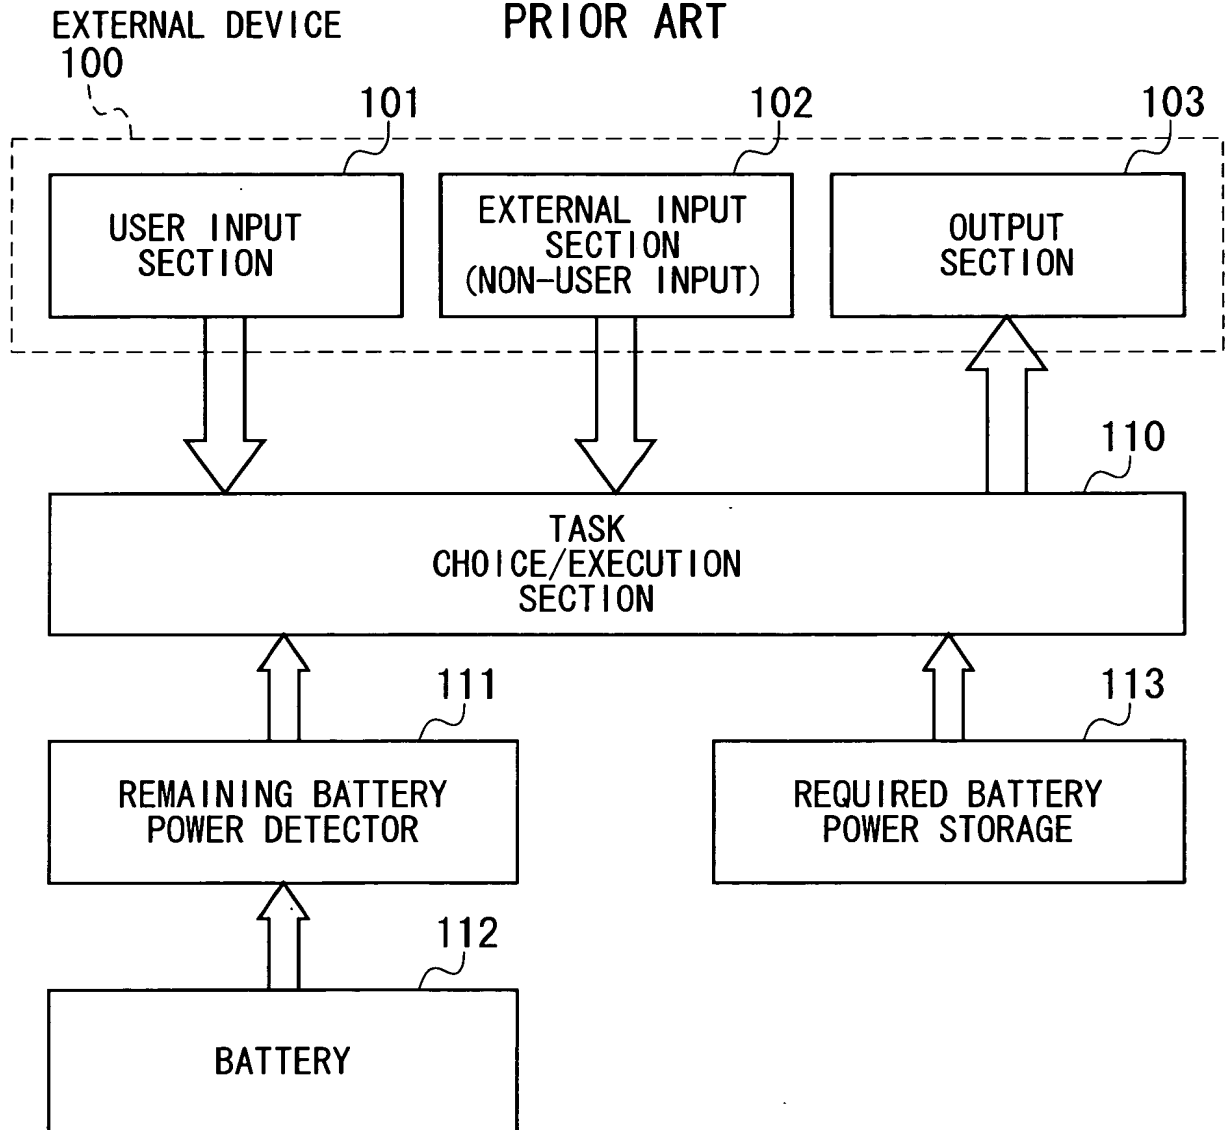 PRIOR ART
EXTERNAL DEVICE
100
101
102
103
USER INPUT
SECTION
EXTERNAL INPUT
SECTION
(NON-USER INPUT)
OUTPUT
SECTION
110
TASK
CHOICE/EXECUTION
SECTION
111
113
REMAINING BATTERY
POWER DETECTOR
REQUIRED BATTERY
POWER STORAGE
112
BATTERY